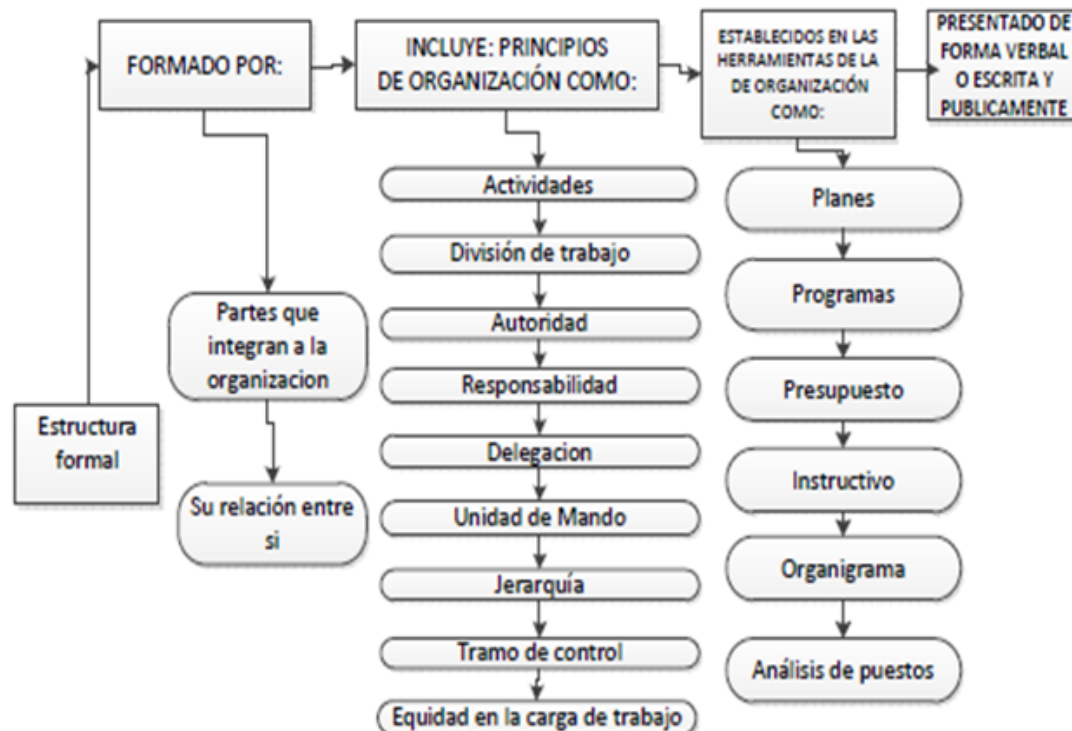 FORMADO POR:
INCLUYE: PRINCIPIOS
DE ORGANIZACIÓN COMO:
ESTABLECIDOS EN LAS
HERRAMIENTAS DE LA
DE ORGANIZACIÓN
COMO:
PRESENTADO DE
FORMA VERBAL
O ESCRITA Y
PUBLICAMENTE
Estructura
formal
Partes que
integran a la
organizacion
Su relación entre
si
Actividades
División de trabajo
Autoridad
Responsabilidad
Delegacion
Unidad de Mando
Jerarquía
Tramo de control
Equidad en la carga de trabajo
Planes
Programas
Presupuesto
Instructivo
Organigrama
Análisis de puestos